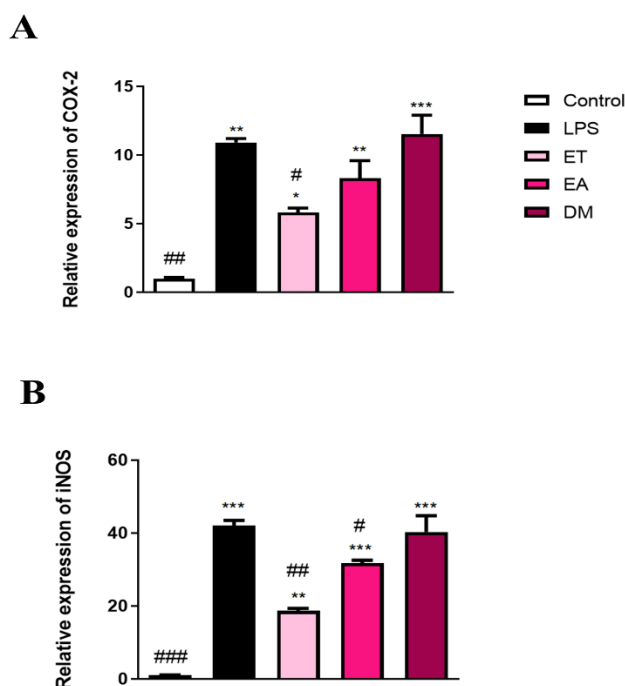 A
Relative expression of COX-2
15
10
5
0
##
**
#
*
**
***
Control
LPS
ET
EA
DM
B
Relative expression of iNOS
60
40
20
0
###
***
##
**
#
***
***